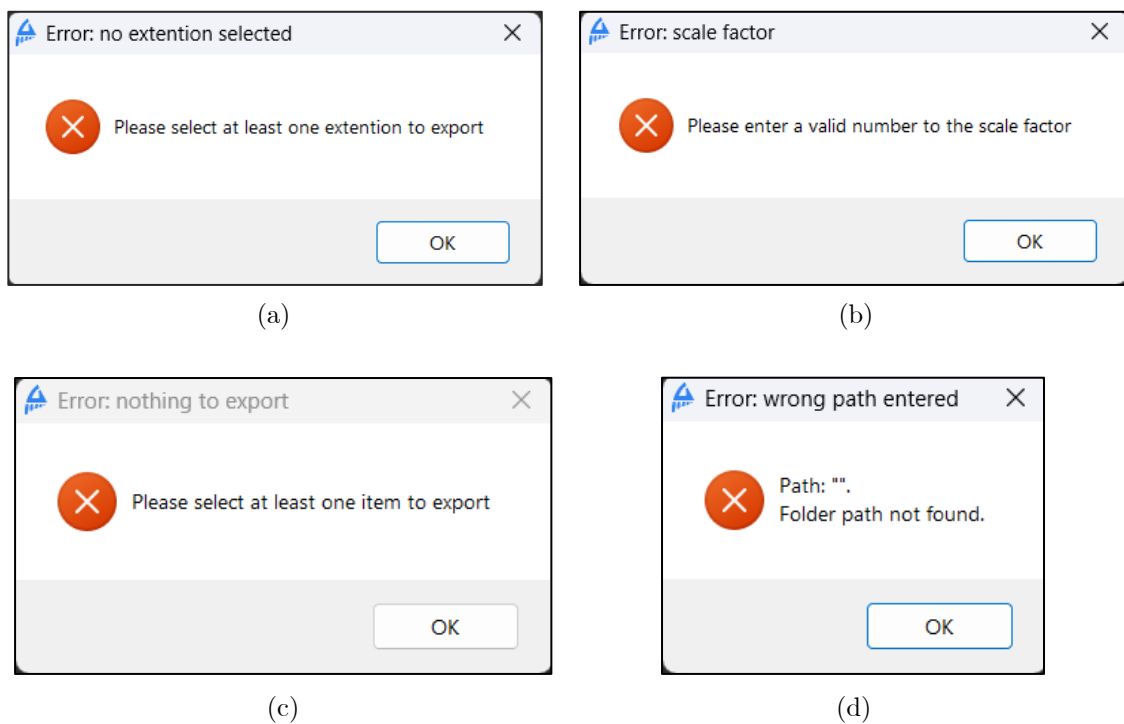 Error: no extention selected
Please select at least one extention to export
OK
(a)
Error: scale factor
Please enter a valid number to the scale factor
OK
(b)
Error: nothing to export
Please select at least one item to export
OK
(c)
Error: wrong path entered
Path: "".
Folder path not found.
OK
(d)